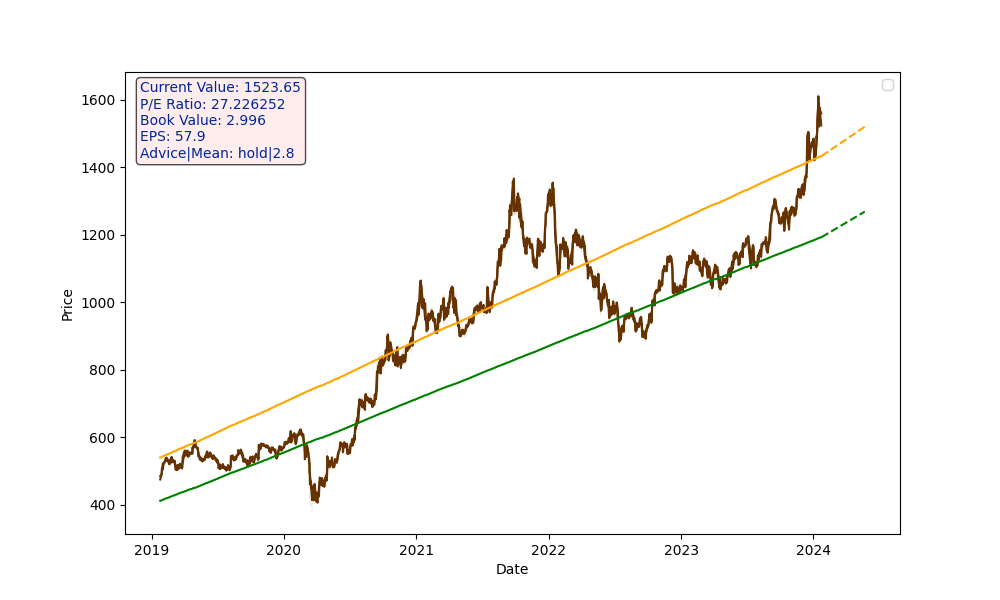 Current Value: 1523.65
P/E Ratio: 27.226252
Book Value: 2.996
EPS: 57.9
Advice|Mean: hold|2.8
1600
1400
1200
1000
800
600
400
Price
2019 2020 2021 2022 2023 2024
Date